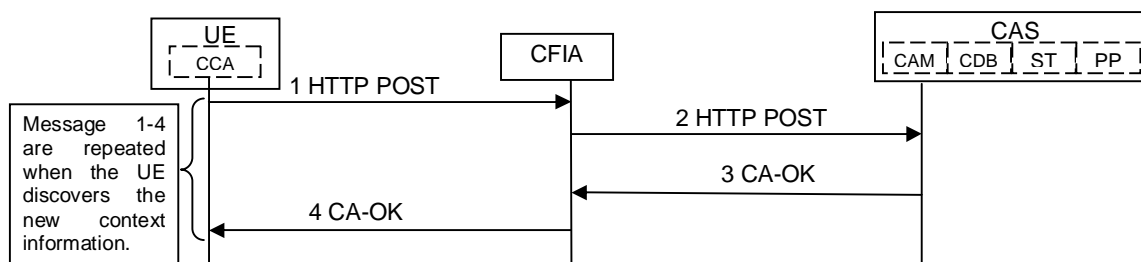 UE
CCA
CFIA
CAS
CAM CDB ST PP
1 HTTP POST
2 HTTP POST
3 CA-OK
4 CA-OK
Message 1-4
are repeated
when the UE
discovers the
new context
information.